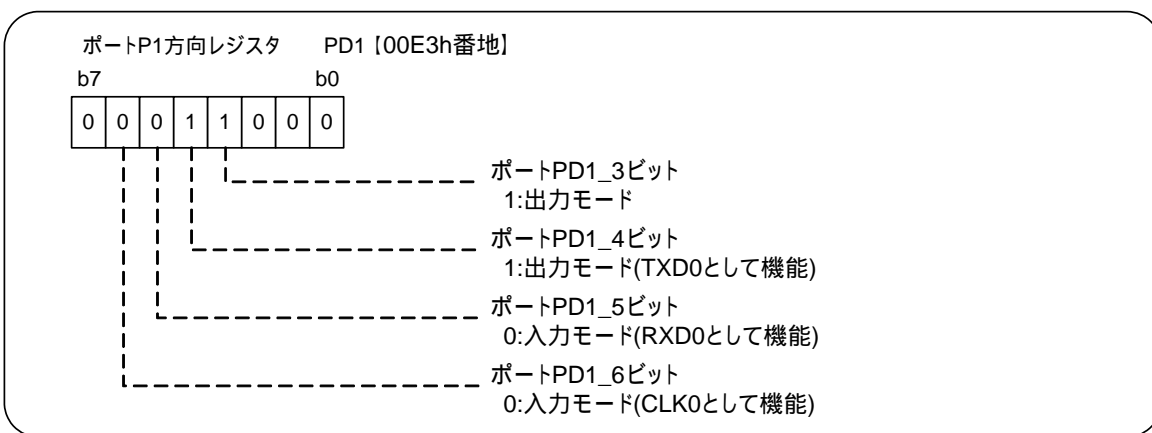 ポートP1方向レジスタ PD1【00E3h番地】
b7 b0
0 0 0 1 1 0 0 0
ポートPD1_3ビット
1:出力モード
ポートPD1_4ビット
1:出力モード(TXD0として機能)
ポートPD1_5ビット
0:入力モード(RXD0として機能)
ポートPD1_6ビット
0:入力モード(CLK0として機能)